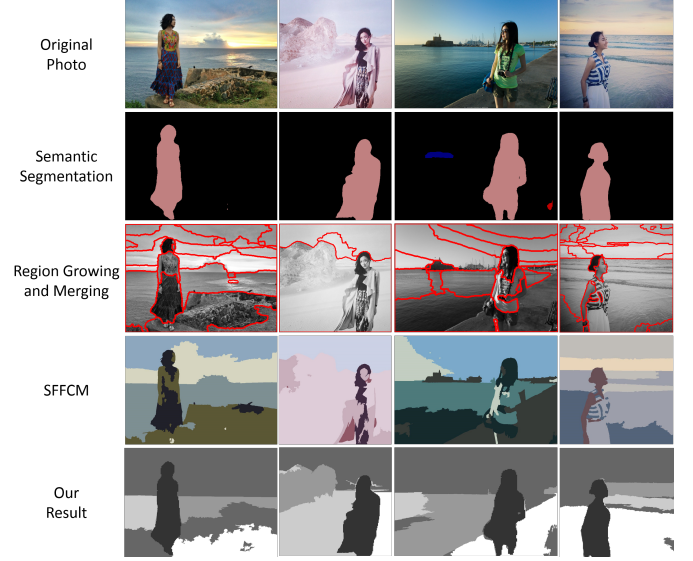 Original
Photo
Semantic
Segmentation
Region Growing
and Merging
SFFCM
Our
Result